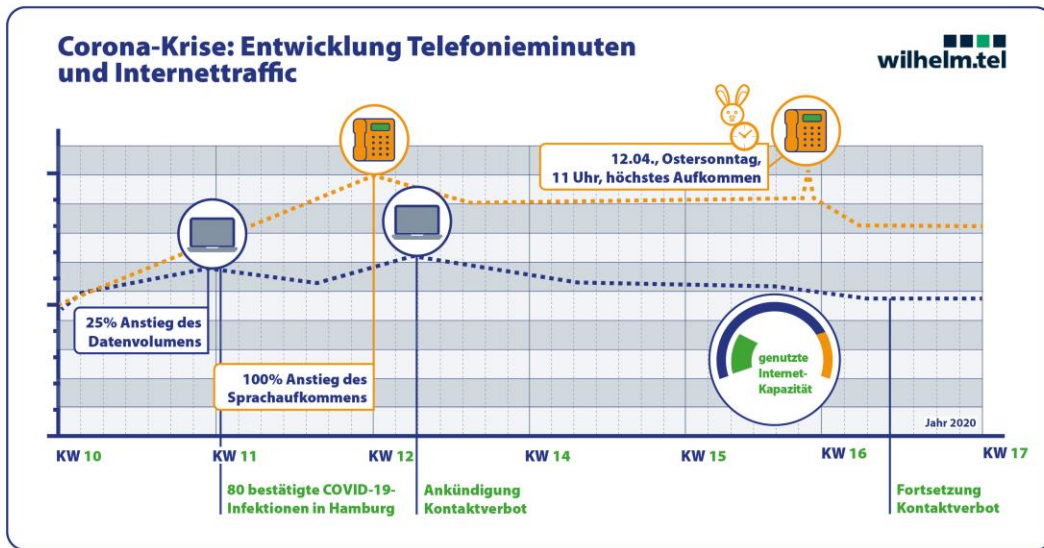 Corona-Krise: Entwicklung Telefonieminuten
und Internettraffic
wilhelm.tel
12.04., Ostersonntag,
11 Uhr, höchstes Aufkommen
25% Anstieg des
Datenvolumens
100% Anstieg des
Sprachaufkommens
genutzte
Internet-
Kapazität
Jahr 2020
KW 10
KW 11
KW 12
KW 14
KW 15
KW 16
KW 17
80 bestätigte COVID-19-
Infektionen in Hamburg
Ankündigung
Kontaktverbot
Fortsetzung
Kontaktverbot